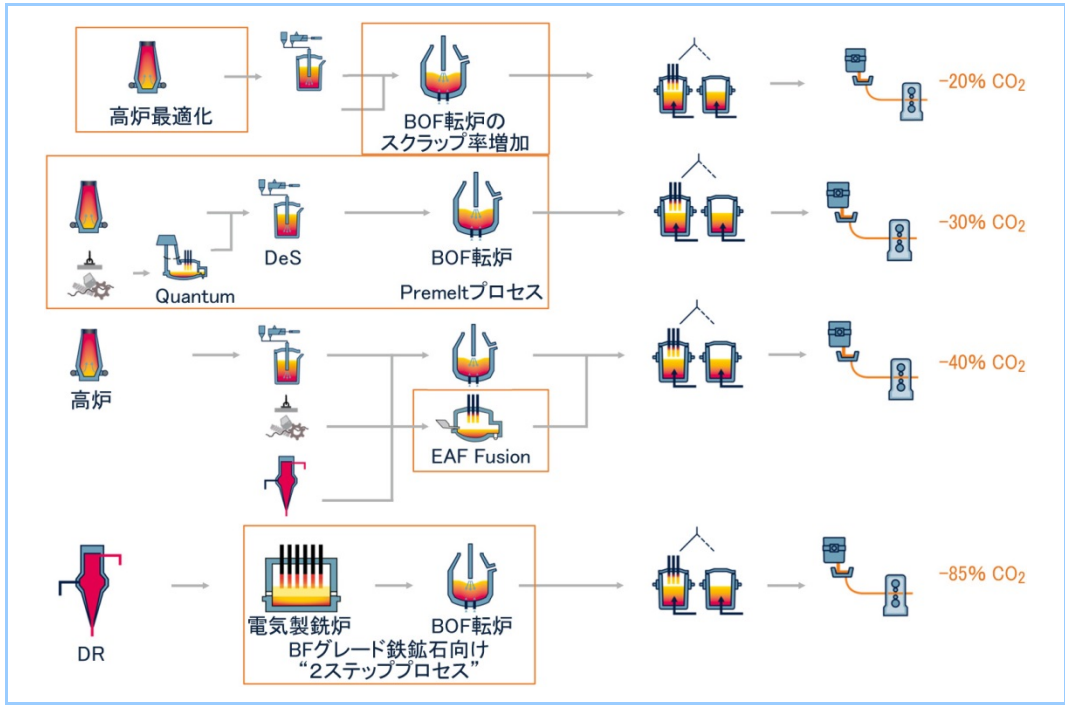 高炉最適化
BOF転炉の
スクラップ率増加
-20% CO₂
DeS
BOF転炉
Quantum
Premeltプロセス
-30% CO₂
高炉
EAF Fusion
-40% CO₂
DR
電気製銑炉
BOF転炉
BFグレード鉄鉱石向け
“2ステッププロセス”
-85% CO₂